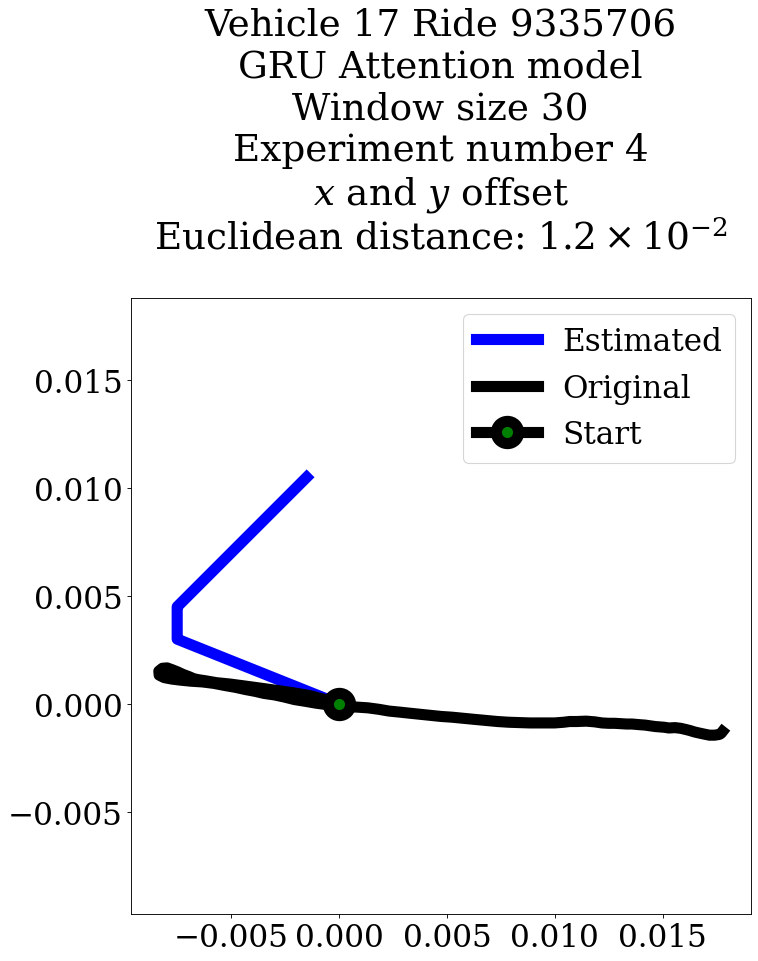 Vehicle 17 Ride 9335706
GRU Attention model
Window size 30
Experiment number 4
x and y offset
Euclidean distance: 1.2 × 10⁻²
Estimated
Original
Start
0.015
0.010
0.005
0.000
−0.005
−0.005 0.000 0.005 0.010 0.015